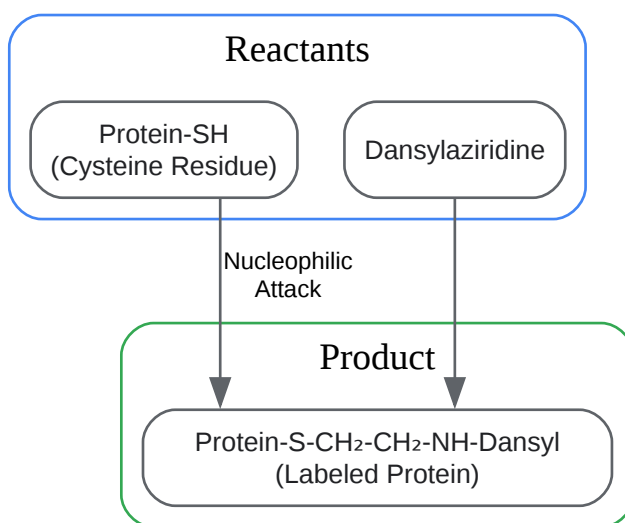 Reactants
Protein-SH
(Cysteine Residue)
Dansylaziridine
Nucleophilic
Attack
Product
Protein-S-CH₂-CH₂-NH-Dansyl
(Labeled Protein)